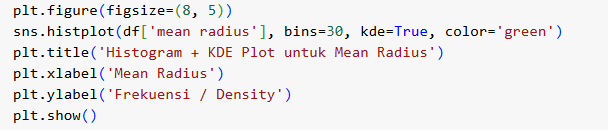 plt.figure(figsize=(8, 5))
sns.histplot(df['mean radius'], bins=30, kde=True, color='green')
plt.title('Histogram + KDE Plot untuk Mean Radius')
plt.xlabel('Mean Radius')
plt.ylabel('Frekuensi / Density')
plt.show()